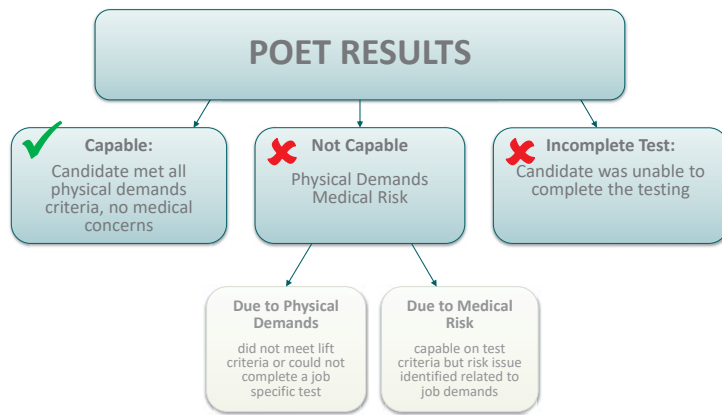 POET RESULTS
Capable:
Candidate met all
physical demands
criteria, no medical
concerns
Not Capable
Physical Demands
Medical Risk
Incomplete Test:
Candidate was unable to
complete the testing
Due to Physical
Demands
did not meet lift
criteria or could not
complete a job
specific test
Due to Medical
Risk
capable on test
criteria but risk issue
identified related to
job demands